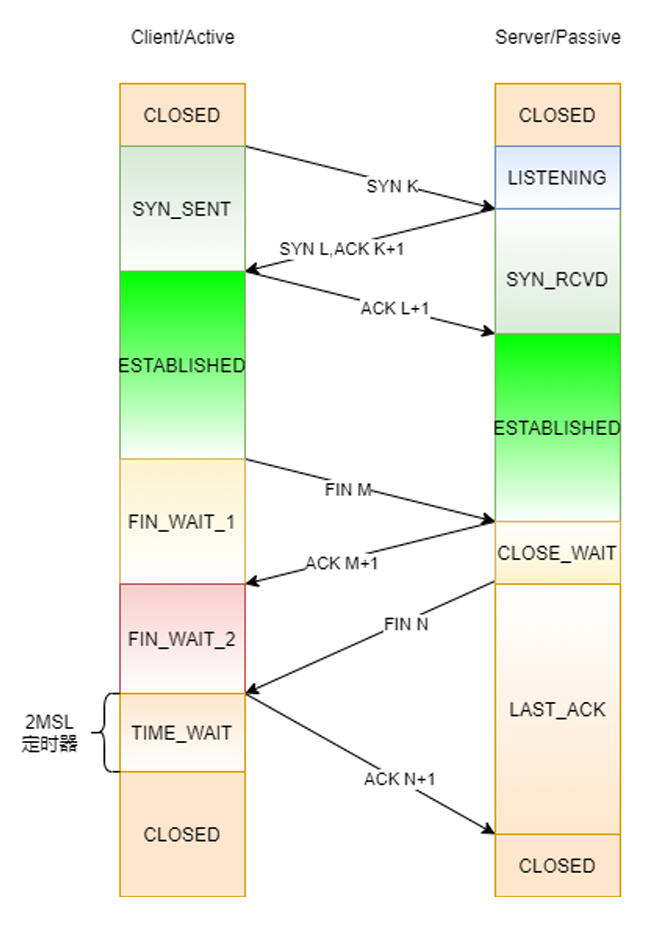 Client/Active
Server/Passive
CLOSED
CLOSED
SYN K
LISTENING
SYN_SENT
SYN L,ACK K+1
SYN_RCVD
ACK L+1
ESTABLISHED
ESTABLISHED
FIN M
FIN_WAIT_1
CLOSE_WAIT
ACK M+1
FIN N
FIN_WAIT_2
LAST_ACK
2MSL
定时器
TIME_WAIT
ACK N+1
CLOSED
CLOSED